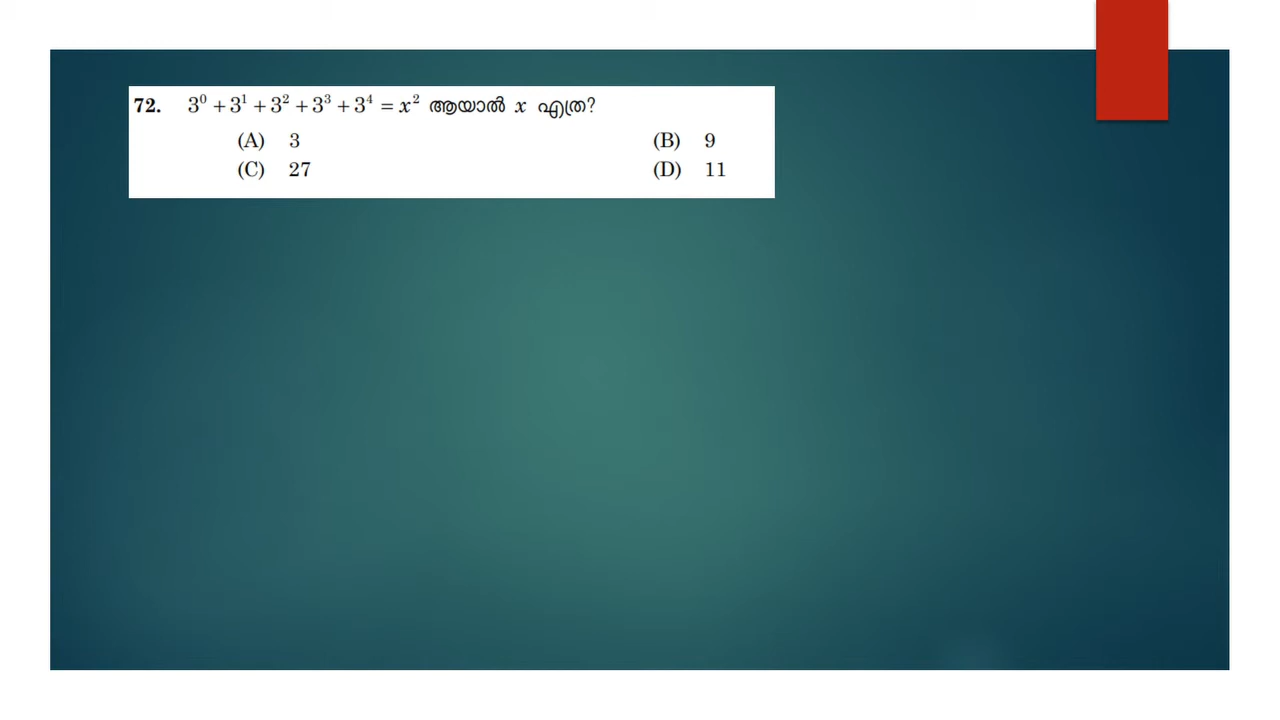 72. 3⁰ + 3¹ + 3² + 3³ + 3⁴ = x² ആയാൽ x എത്ര?
(A) 3 (B) 9
(C) 27 (D) 11